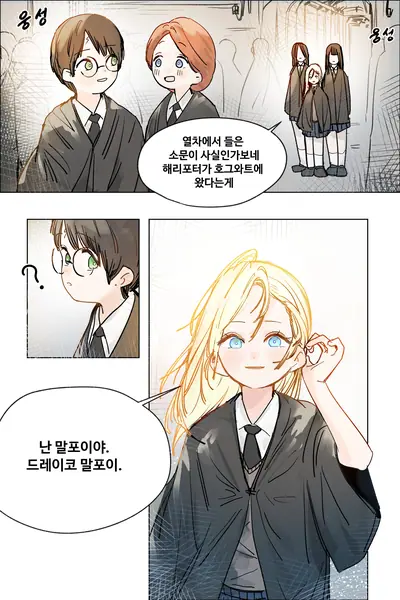 웅성
웅성
열차에서 들은
소문이 사실인가보네
해리포터가 호그와트에
왔다는게
?
난 말포이야.
드레이코 말포이.